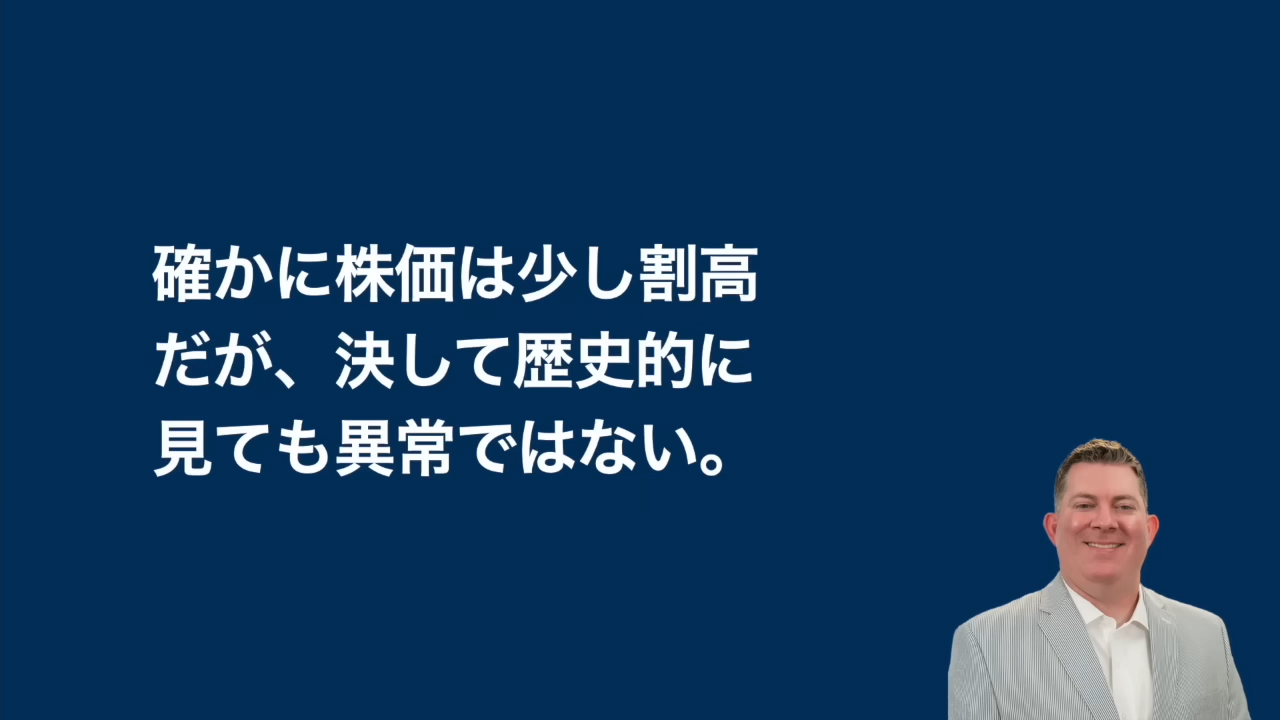 確かに株価は少し割高
だが、決して歴史的に
見ても異常ではない。